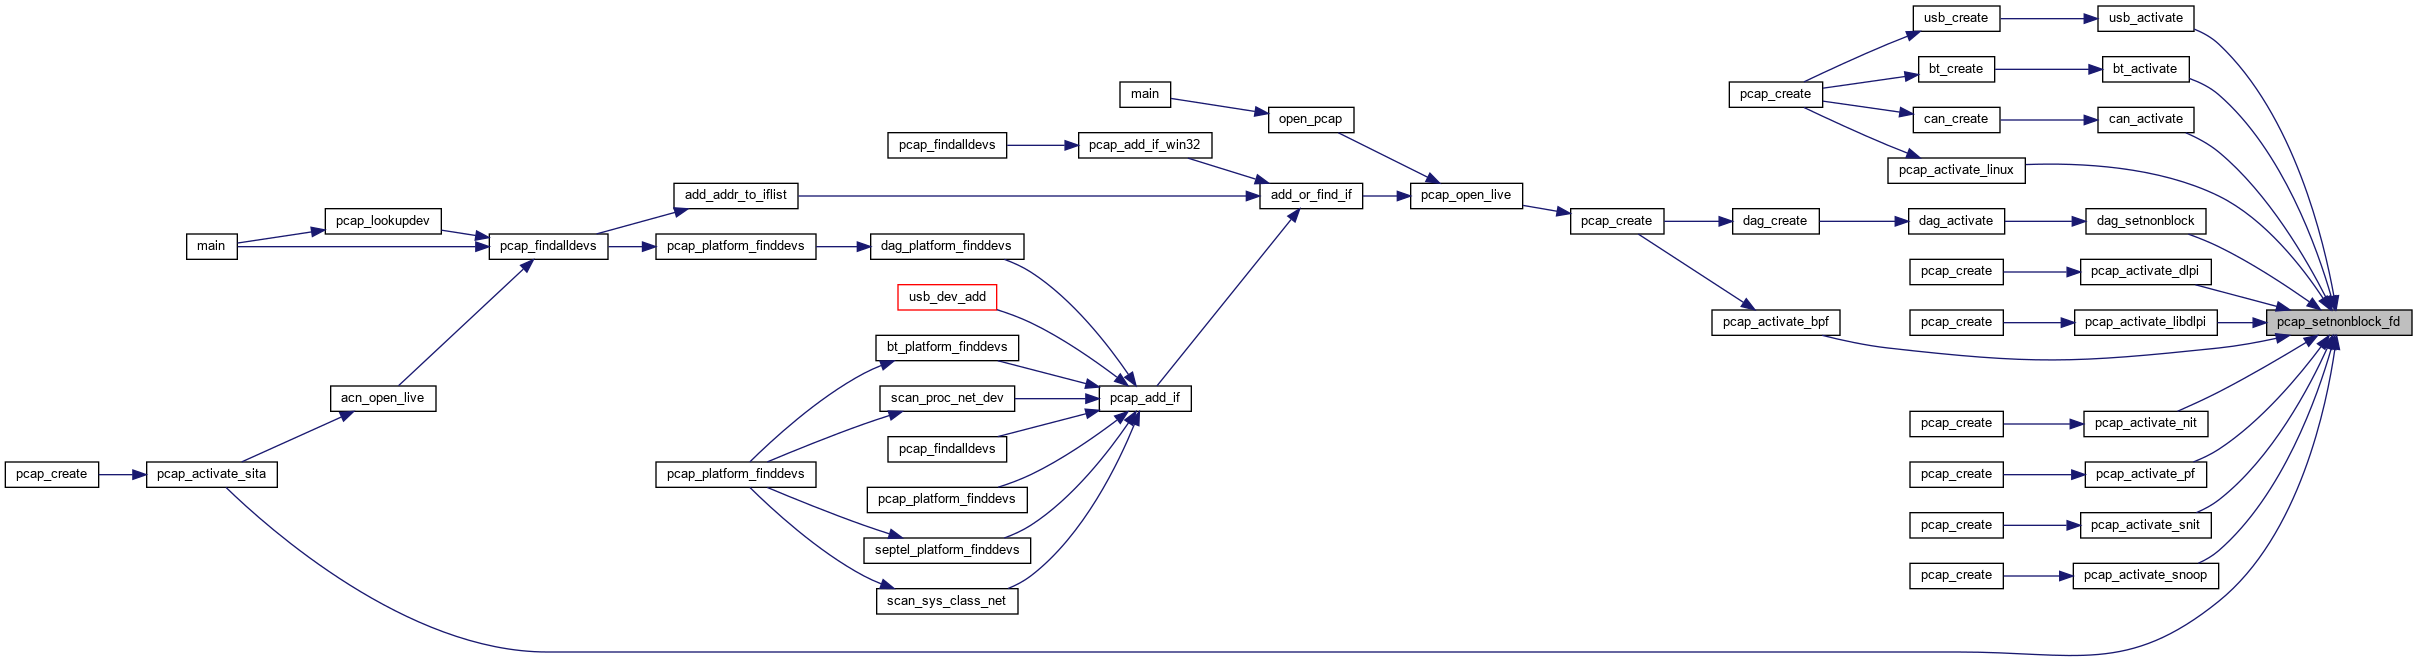 usb_create
usb_activate
bt_create
bt_activate
main
pcap_create
open_pcap
can_create
can_activate
pcap_findalldevs
pcap_add_if_win32
pcap_activate_linux
add_addr_to_iflist
add_or_find_if
pcap_open_live
pcap_lookupdev
pcap_create
dag_create
dag_activate
dag_setnonblock
main
pcap_findalldevs
pcap_platform_finddevs
dag_platform_finddevs
pcap_create
pcap_activate_dlpi
usb_dev_add
pcap_activate_bpf
pcap_create
pcap_activate_libdlpi
pcap_setnonblock_fd
bt_platform_finddevs
acn_open_live
scan_proc_net_dev
pcap_add_if
pcap_create
pcap_activate_nit
pcap_findalldevs
pcap_create
pcap_activate_sita
pcap_platform_finddevs
pcap_create
pcap_activate_pf
pcap_platform_finddevs
pcap_create
pcap_activate_snit
septel_platform_finddevs
pcap_create
pcap_activate_snoop
scan_sys_class_net